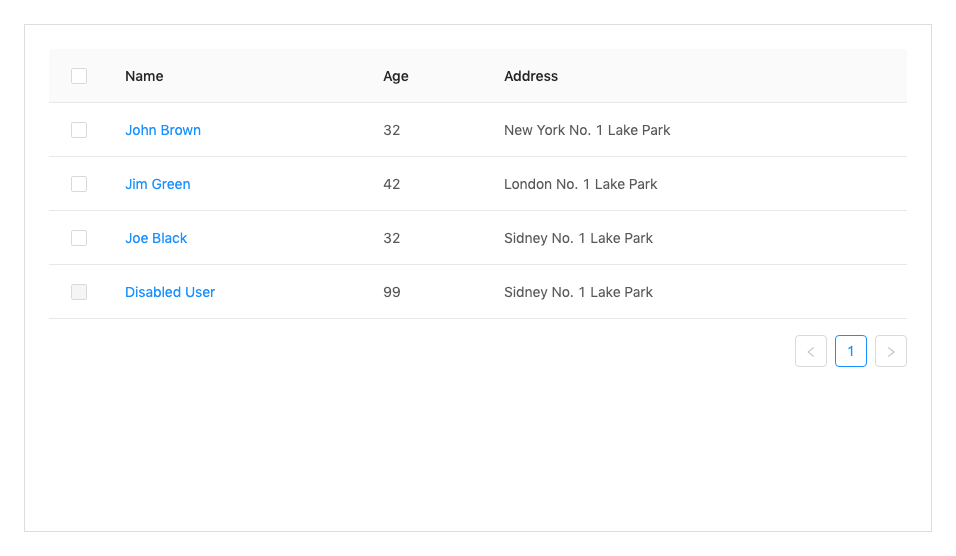 Name Age Address
John Brown 32 New York No. 1 Lake Park
Jim Green 42 London No. 1 Lake Park
Joe Black 32 Sidney No. 1 Lake Park
Disabled User 99 Sidney No. 1 Lake Park
1